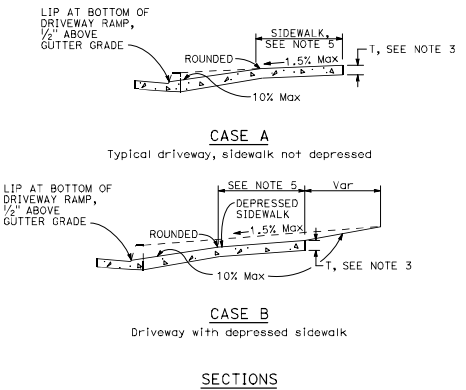 LIP AT BOTTOM OF
DRIVEWAY RAMP,
1/2" ABOVE
GUTTER GRADE
SIDEWALK,
SEE NOTE 5
ROUNDED
1.5% Max
T, SEE NOTE 3
10% Max
CASE A
Typical driveway, sidewalk not depressed
LIP AT BOTTOM OF
DRIVEWAY RAMP,
1/2" ABOVE
GUTTER GRADE
SEE NOTE 5
Var
DEPRESSED
SIDEWALK
ROUNDED
1.5% Max
10% Max
T, SEE NOTE 3
CASE B
Driveway with depressed sidewalk
SECTIONS